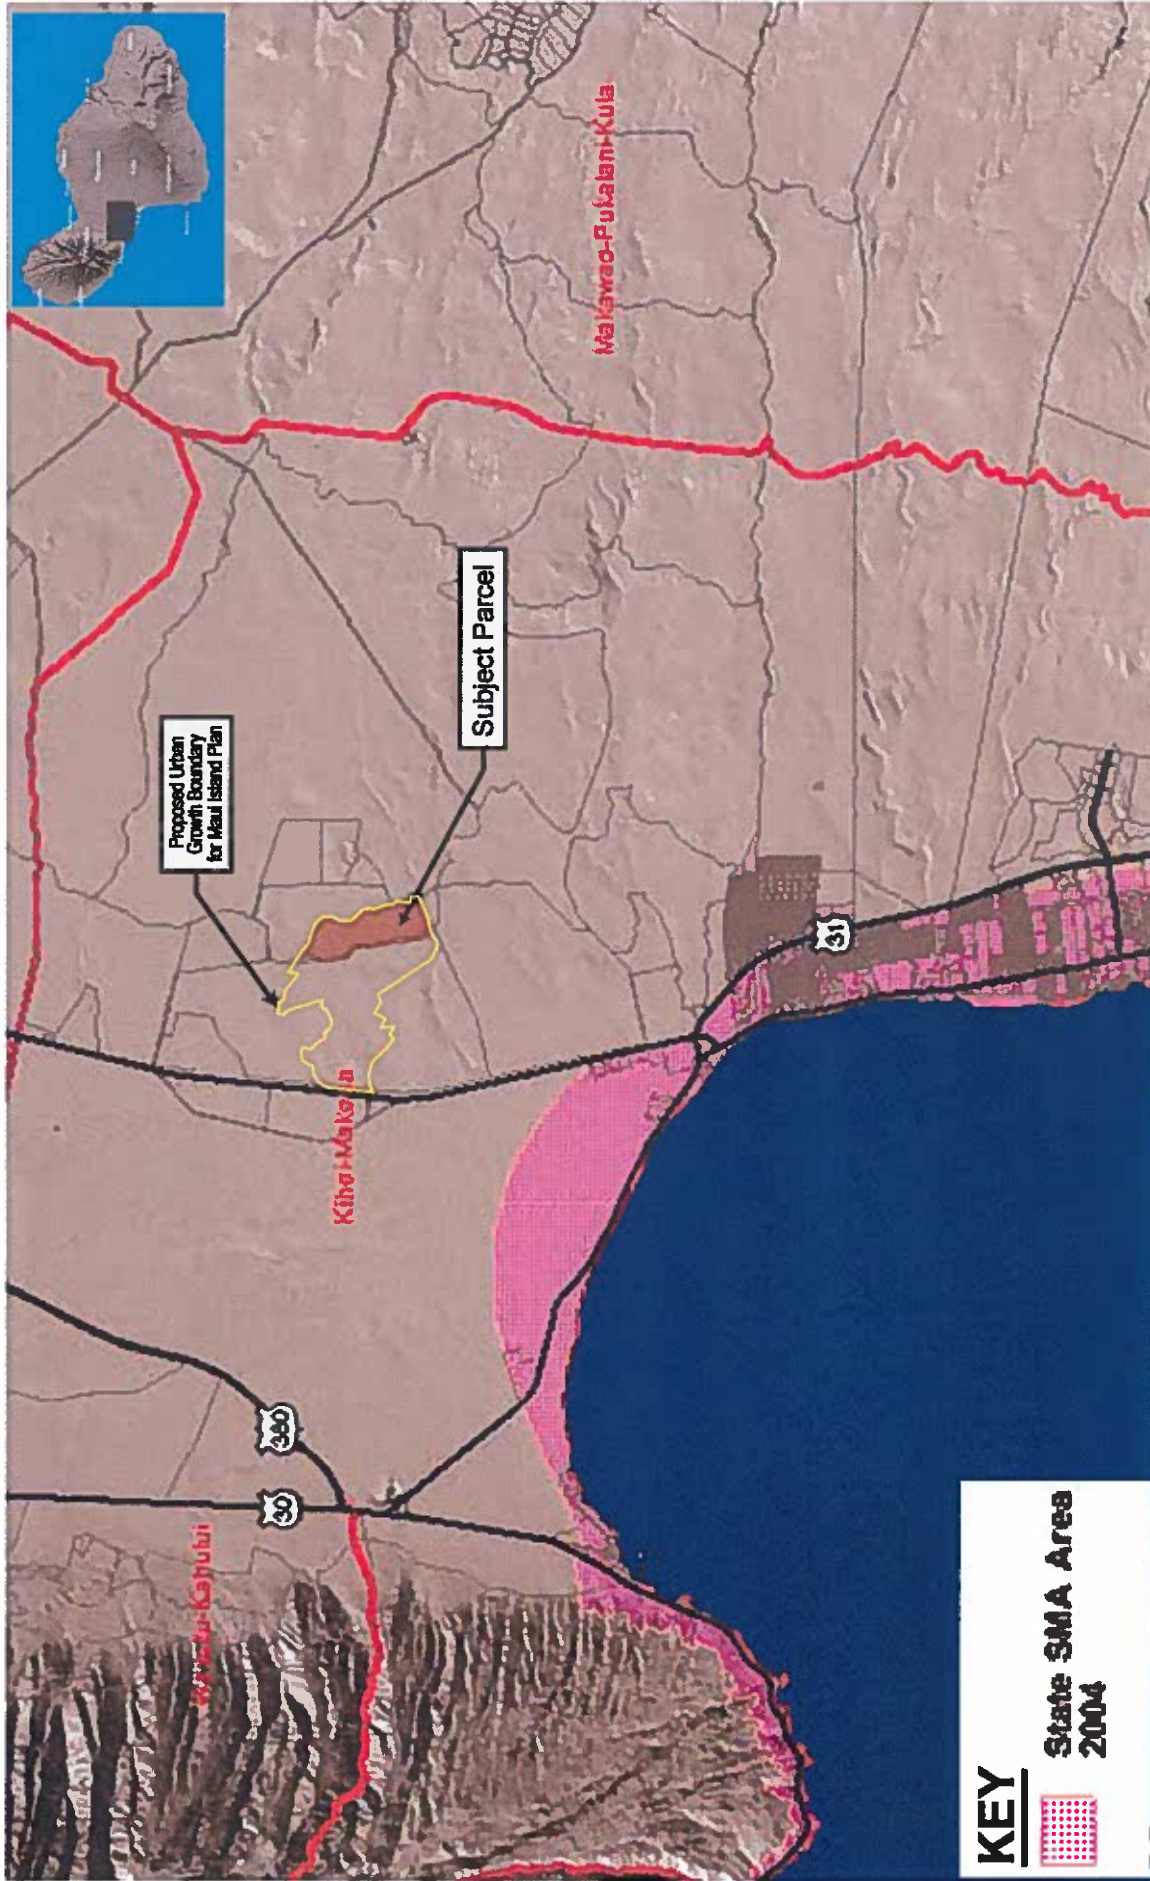 Proposed Urban
Growth Boundary
for Maui Island Plan
Subject Parcel
Makawao-Pukalani-Kula
Kihei-Makena
Wailuku-Kahului
380
30
31
KEY
State SMA Area
2004